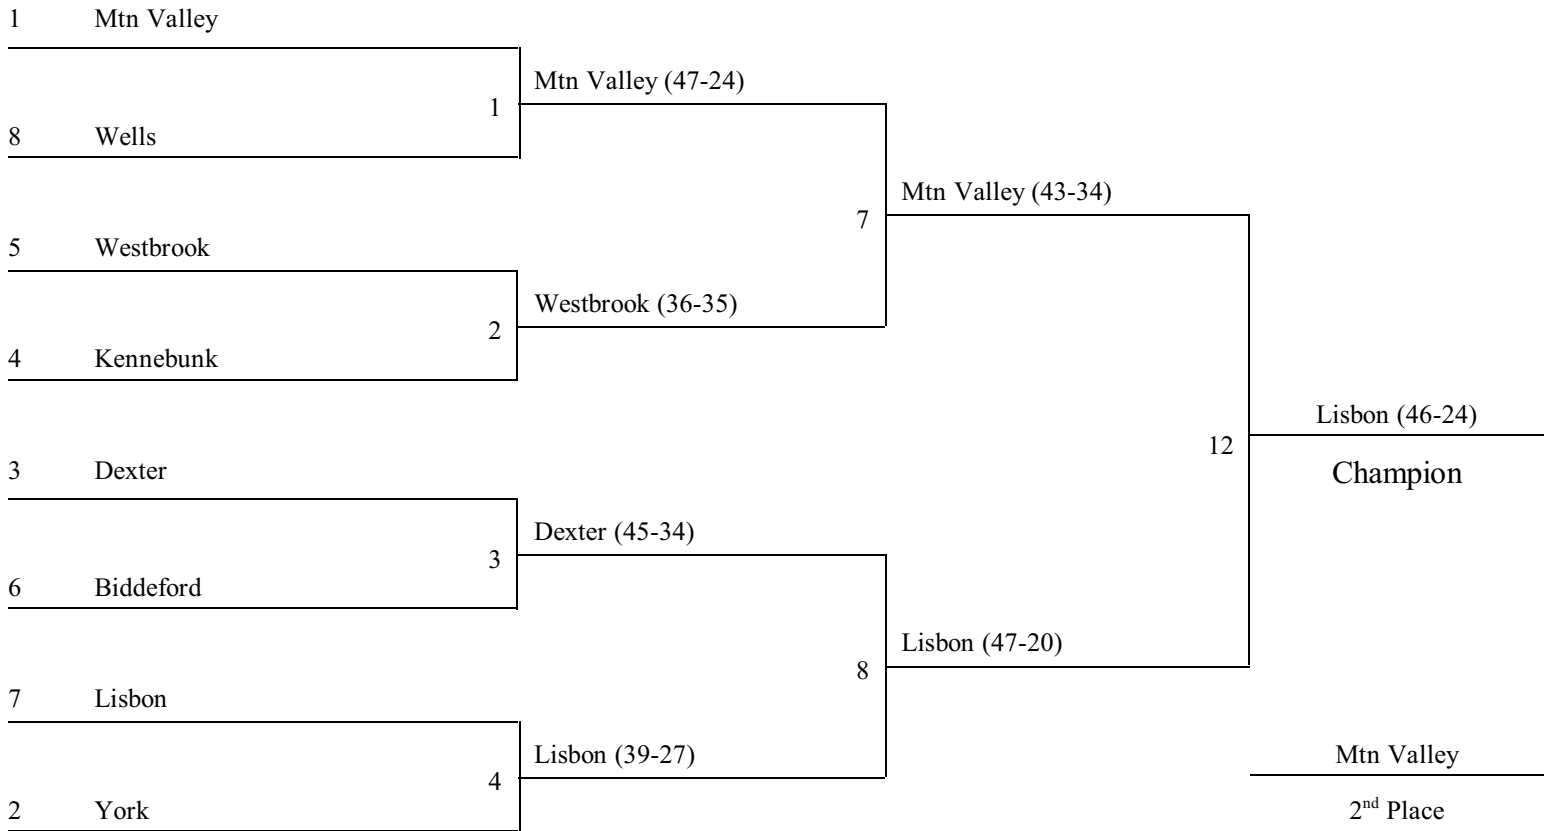 1 Mtn Valley
Mtn Valley (47-24)
1
8 Wells
Mtn Valley (43-34)
7
5 Westbrook
Westbrook (36-35)
2
4 Kennebunk
Lisbon (46-24)
12
Champion
3 Dexter
Dexter (45-34)
3
6 Biddeford
Lisbon (47-20)
8
7 Lisbon
Lisbon (39-27)
4
2 York
Mtn Valley
2nd Place